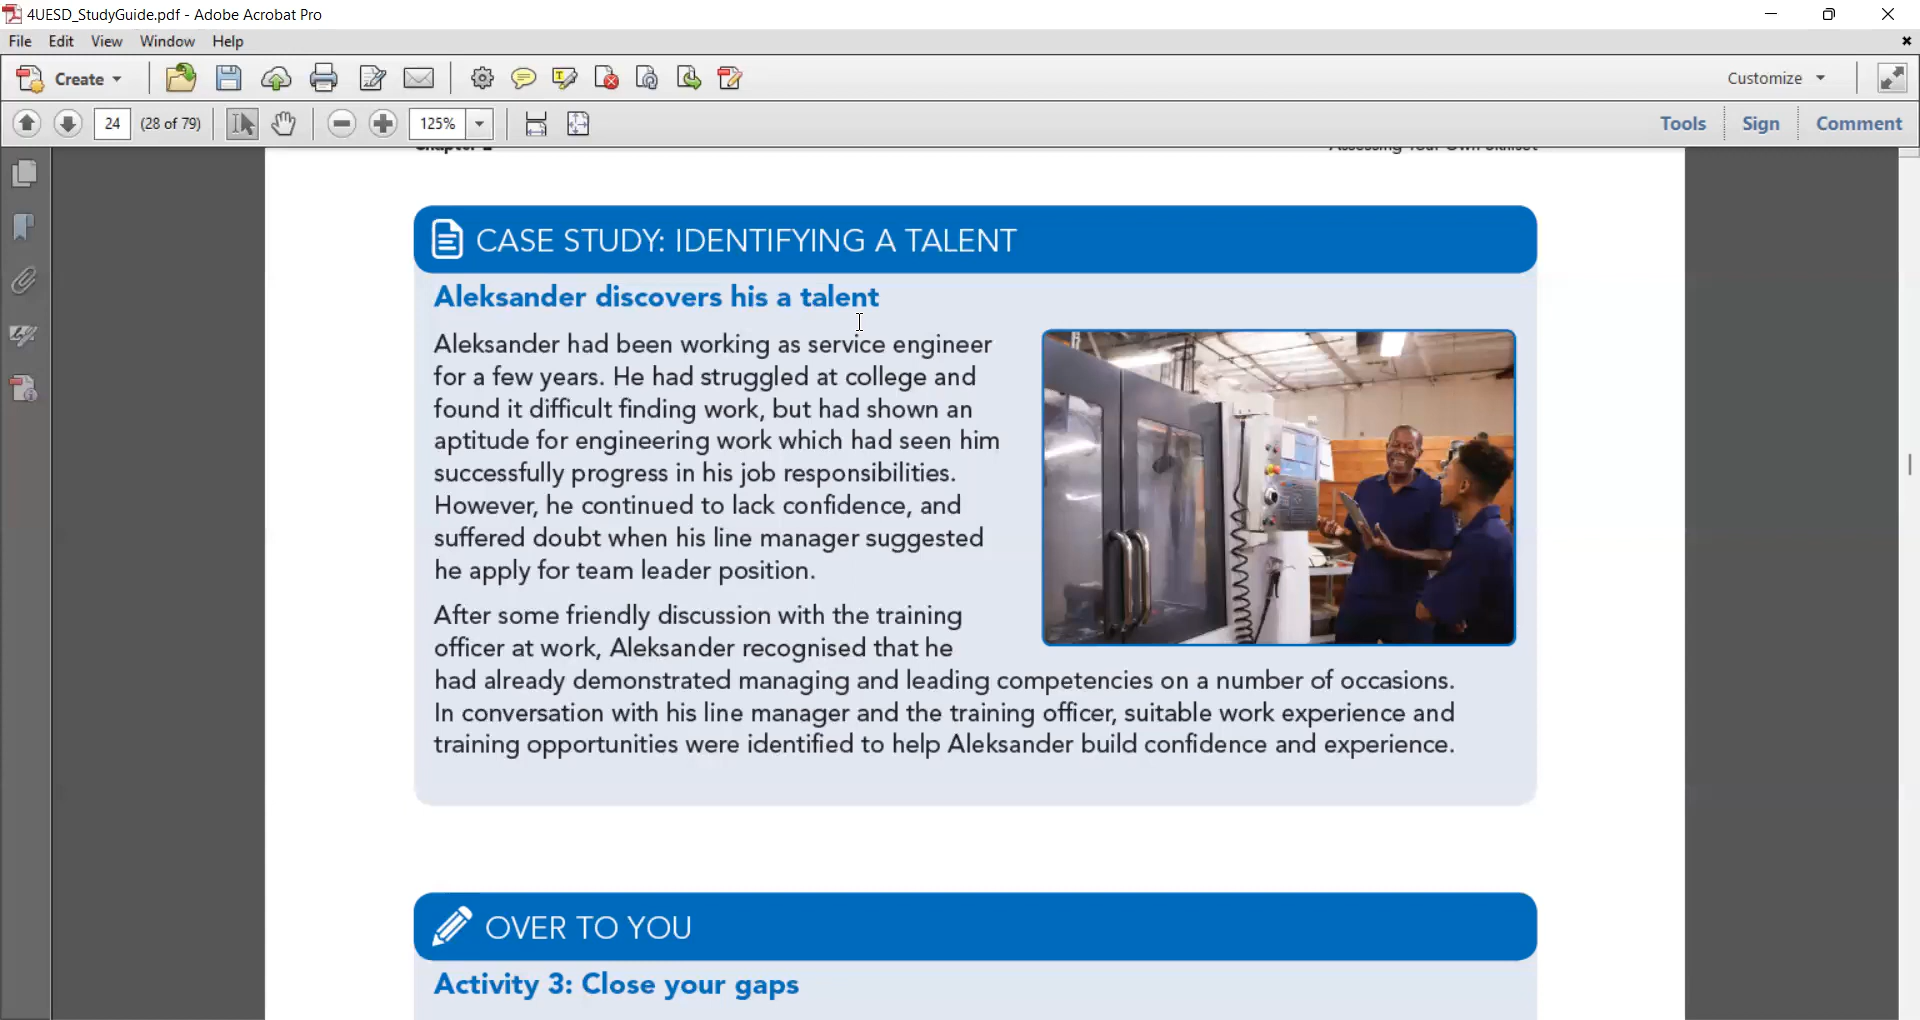 4UESD_StudyGuide.pdf - Adobe Acrobat Pro
File Edit View Window Help
Create
Customize
24 (28 of 79) 125% Tools Sign Comment
CASE STUDY: IDENTIFYING A TALENT
Aleksander discovers his a talent
Aleksander had been working as service engineer
for a few years. He had struggled at college and
found it difficult finding work, but had shown an
aptitude for engineering work which had seen him
successfully progress in his job responsibilities.
However, he continued to lack confidence, and
suffered doubt when his line manager suggested
he apply for team leader position.
After some friendly discussion with the training
officer at work, Aleksander recognised that he
had already demonstrated managing and leading competencies on a number of occasions.
In conversation with his line manager and the training officer, suitable work experience and
training opportunities were identified to help Aleksander build confidence and experience.
OVER TO YOU
Activity 3: Close your gaps